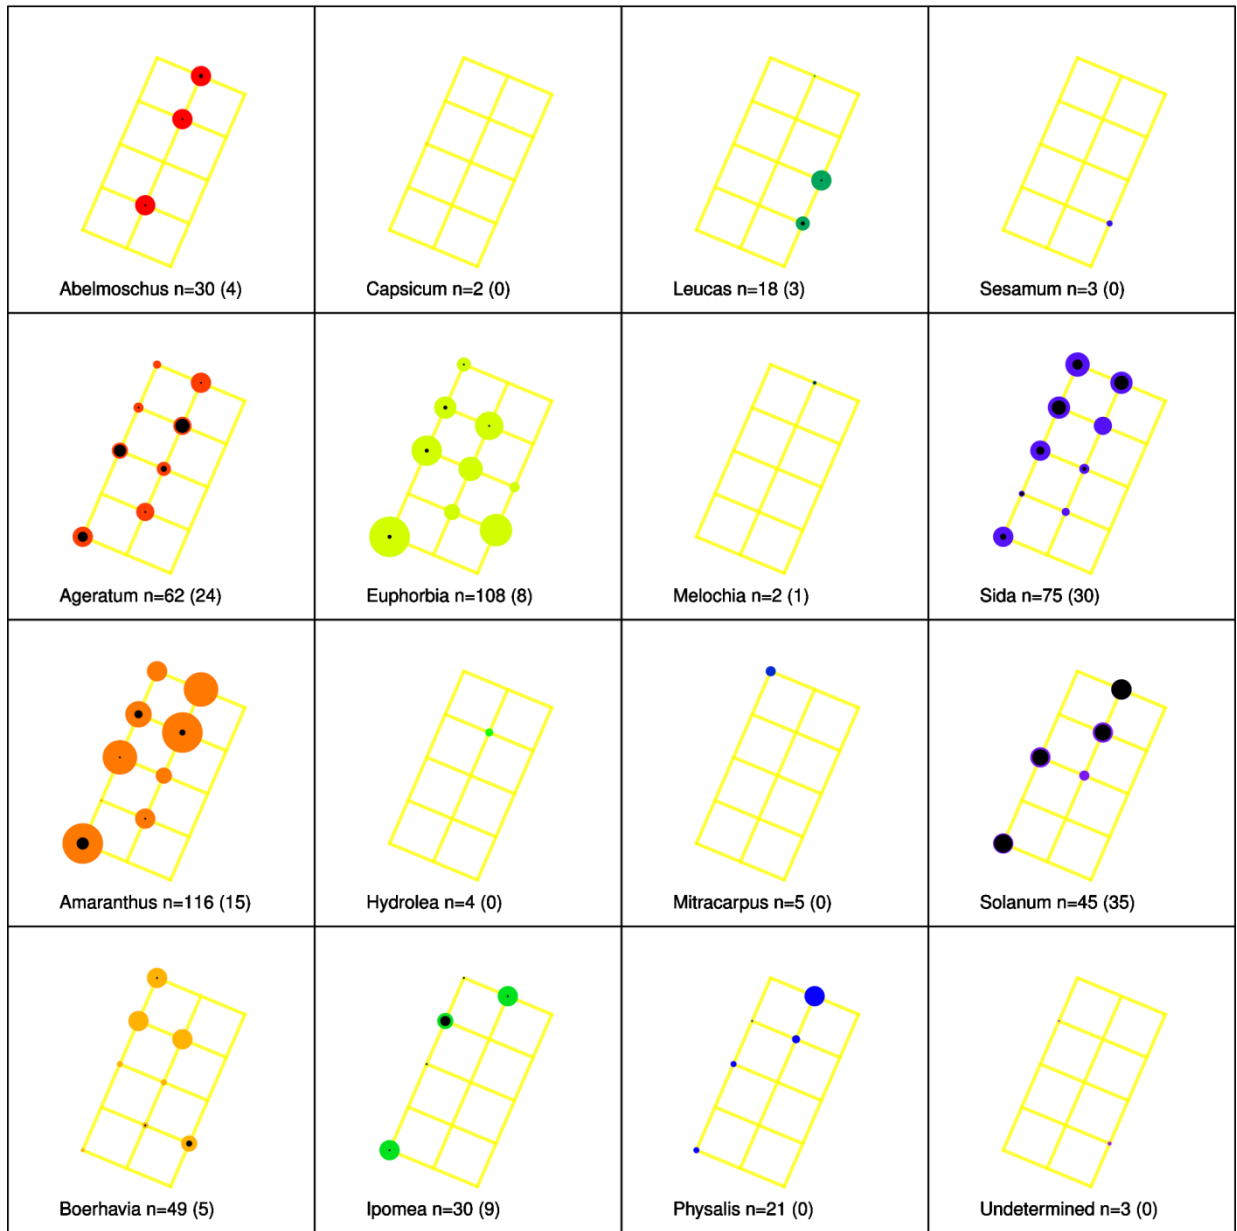 Abelmoschus n=30 (4)
Capsicum n=2 (0)
Leucas n=18 (3)
Sesamum n=3 (0)
Ageratum n=62 (24)
Euphorbia n=108 (8)
Melochia n=2 (1)
Sida n=75 (30)
Amaranthus n=116 (15)
Hydrolea n=4 (0)
Mitracarpus n=5 (0)
Solanum n=45 (35)
Boerhavia n=49 (5)
Ipomea n=30 (9)
Physalis n=21 (0)
Undetermined n=3 (0)